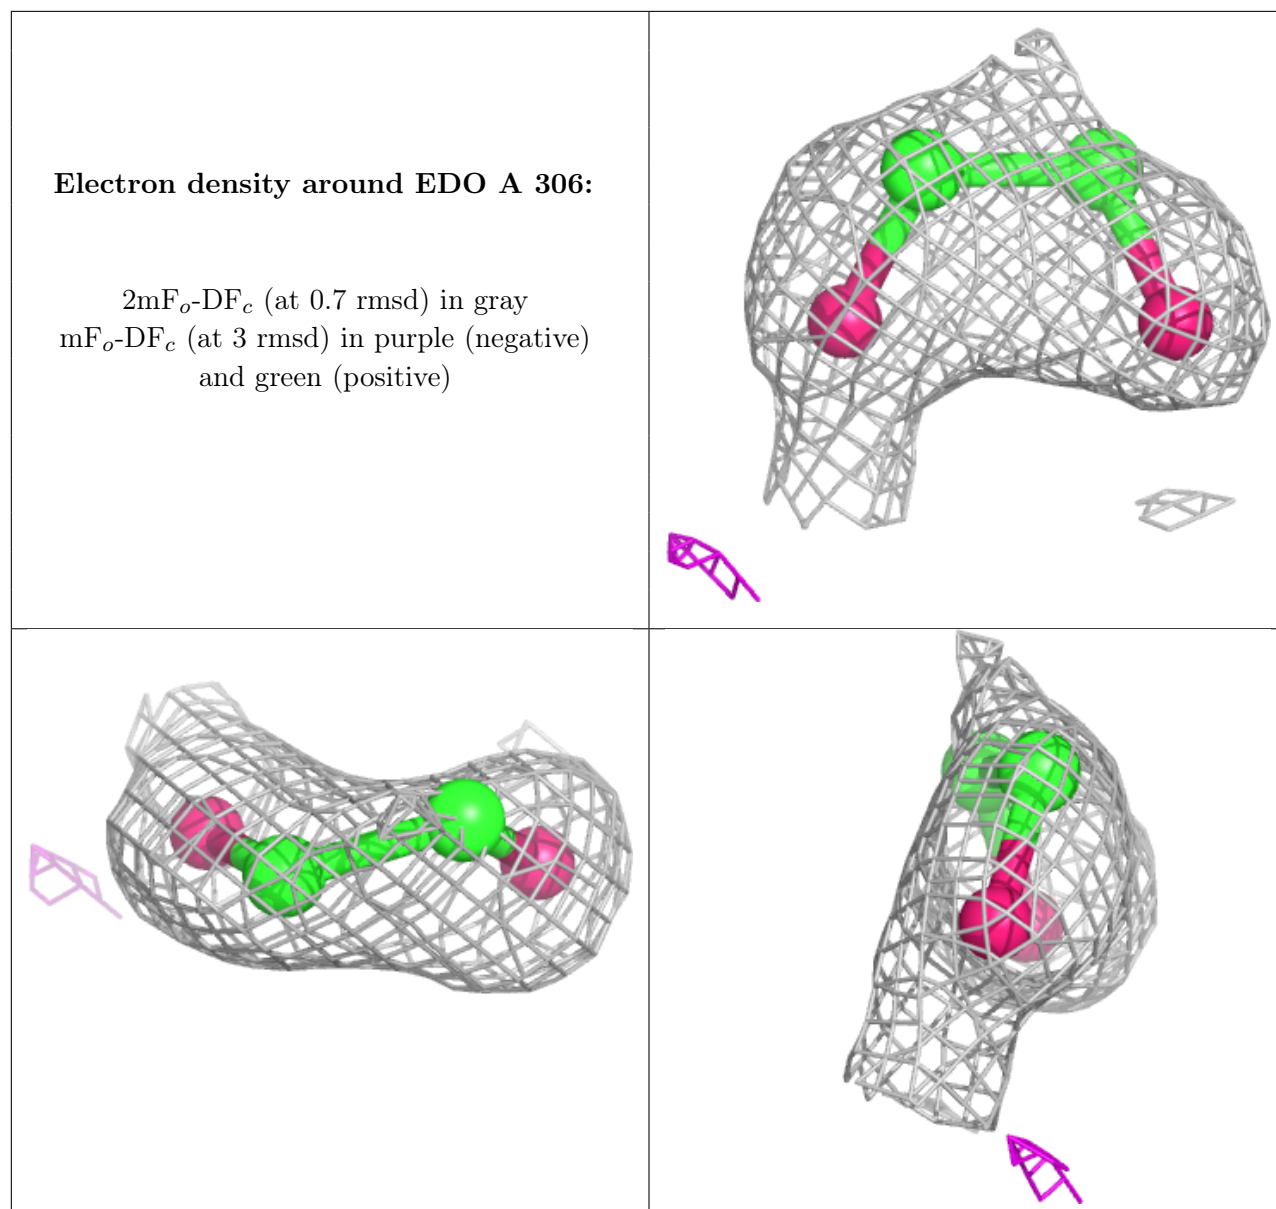 Electron density around EDO A 306:
2mFo-DFc (at 0.7 rmsd) in gray
mFo-DFc (at 3 rmsd) in purple (negative)
and green (positive)